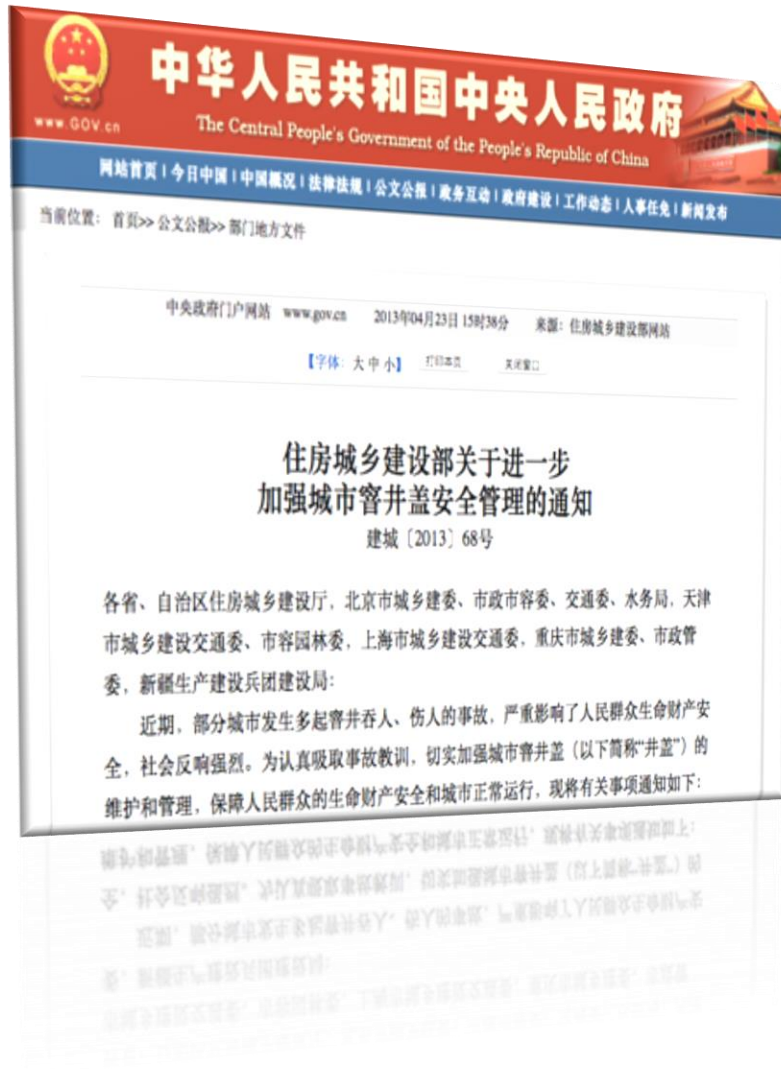 中华人民共和国中央人民政府
www.GOV.cn
The Central People's Government of the People's Republic of China
网站首页 | 今日中国 | 中国概况 | 法律法规 | 公文公报 | 政务互动 | 政府建设 | 工作动态 | 人事任免 | 新闻发布
当前位置： 首页>> 公文公报>> 部门地方文件
中央政府门户网站 www.gov.cn 2013年04月23日 15时38分 来源：住房城乡建设部网站
【字体：大 中 小】 打印本页 关闭窗口
住房城乡建设部关于进一步
加强城市窨井盖安全管理的通知
建城〔2013〕68号
各省、自治区住房城乡建设厅，北京市城乡建委、市政市容委、交通委、水务局，天津
市城乡建设交通委、市容园林委，上海市城乡建设交通委，重庆市城乡建委、市政管
委，新疆生产建设兵团建设局：
近期，部分城市发生多起窨井吞人、伤人的事故，严重影响了人民群众生命财产安
全，社会反响强烈。为认真吸取事故教训，切实加强城市窨井盖（以下简称“井盖”）的
维护和管理，保障人民群众的生命财产安全和城市正常运行，现将有关事项通知如下：